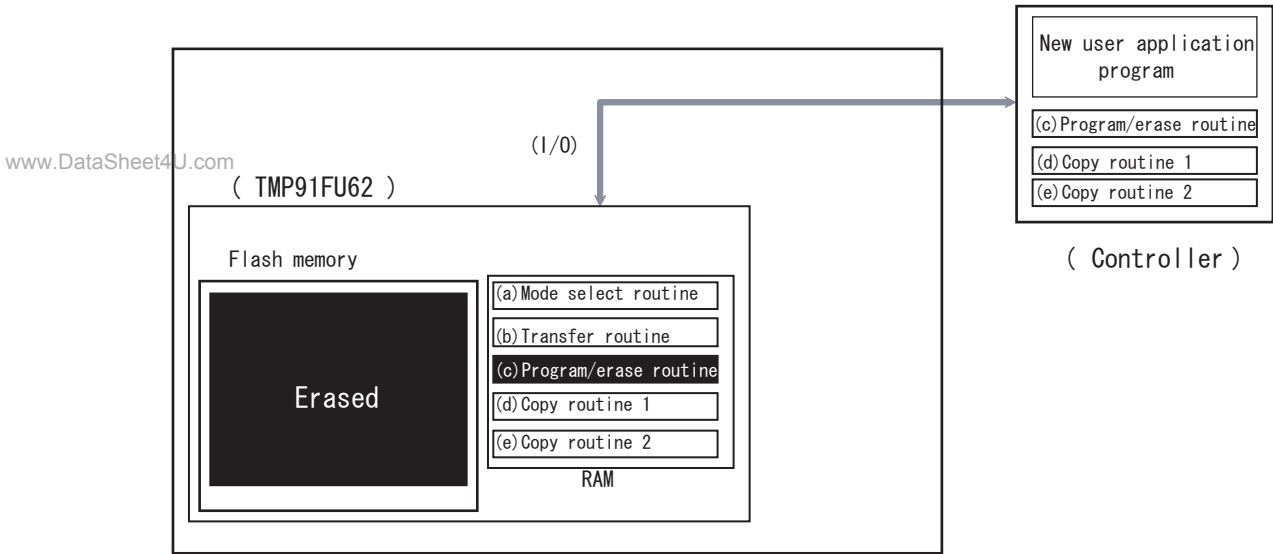 New user application
program
(c)Program/erase routine
(d)Copy routine 1
(e)Copy routine 2
( Controller )
(I/O)
www.DataSheet4U.com
( TMP91FU62 )
Flash memory
Erased
(a)Mode select routine
(b)Transfer routine
(c)Program/erase routine
(d)Copy routine 1
(e)Copy routine 2
RAM